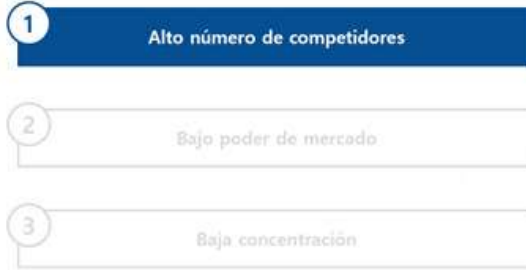 1
Alto número de competidores
2
Bajo poder de mercado
3
Baja concentración